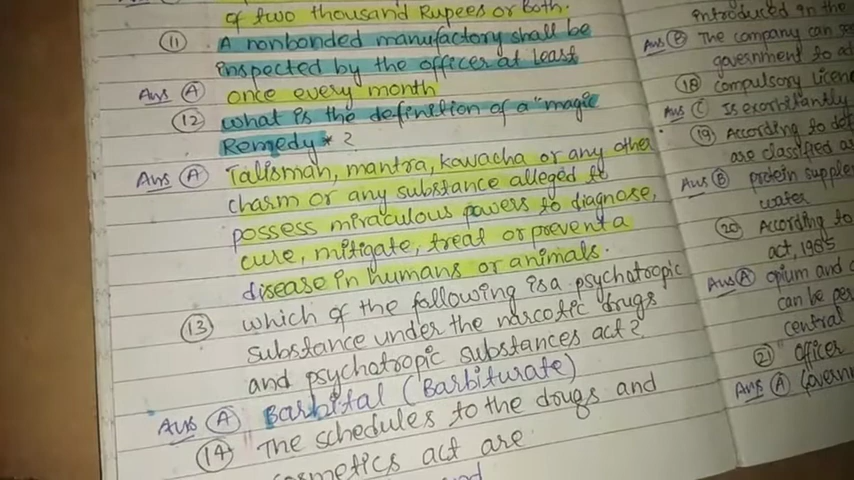 of two thousand Rupees or Both.
(11) A nonbonded manufactory shall be
inspected by the officer at least
Ans (A) once every month
(12) what is the definition of a "magic
Remedy" ?
Ans (A) Talisman, mantra, kawacha or any other
charm or any substance alleged to
possess miraculous powers to diagnose,
cure, mitigate, treat or prevent a
disease in humans or animals.
(13) which of the following is a psychotropic
substance under the narcotic drugs
and psychotropic substances act ?
Ans (A) Barbital (Barbiturate)
(14) The schedules to the drugs and
cosmetics act are
introduced in the
Ans (B) The company can
government to
(18) compulsory
Ans (C) Is exorbitantly
(19) According to
are classified as
Ans (B) protein
water
(20) According to
act, 1985
Ans (A) opium and
can be
central
(21) officer
Ans (A)